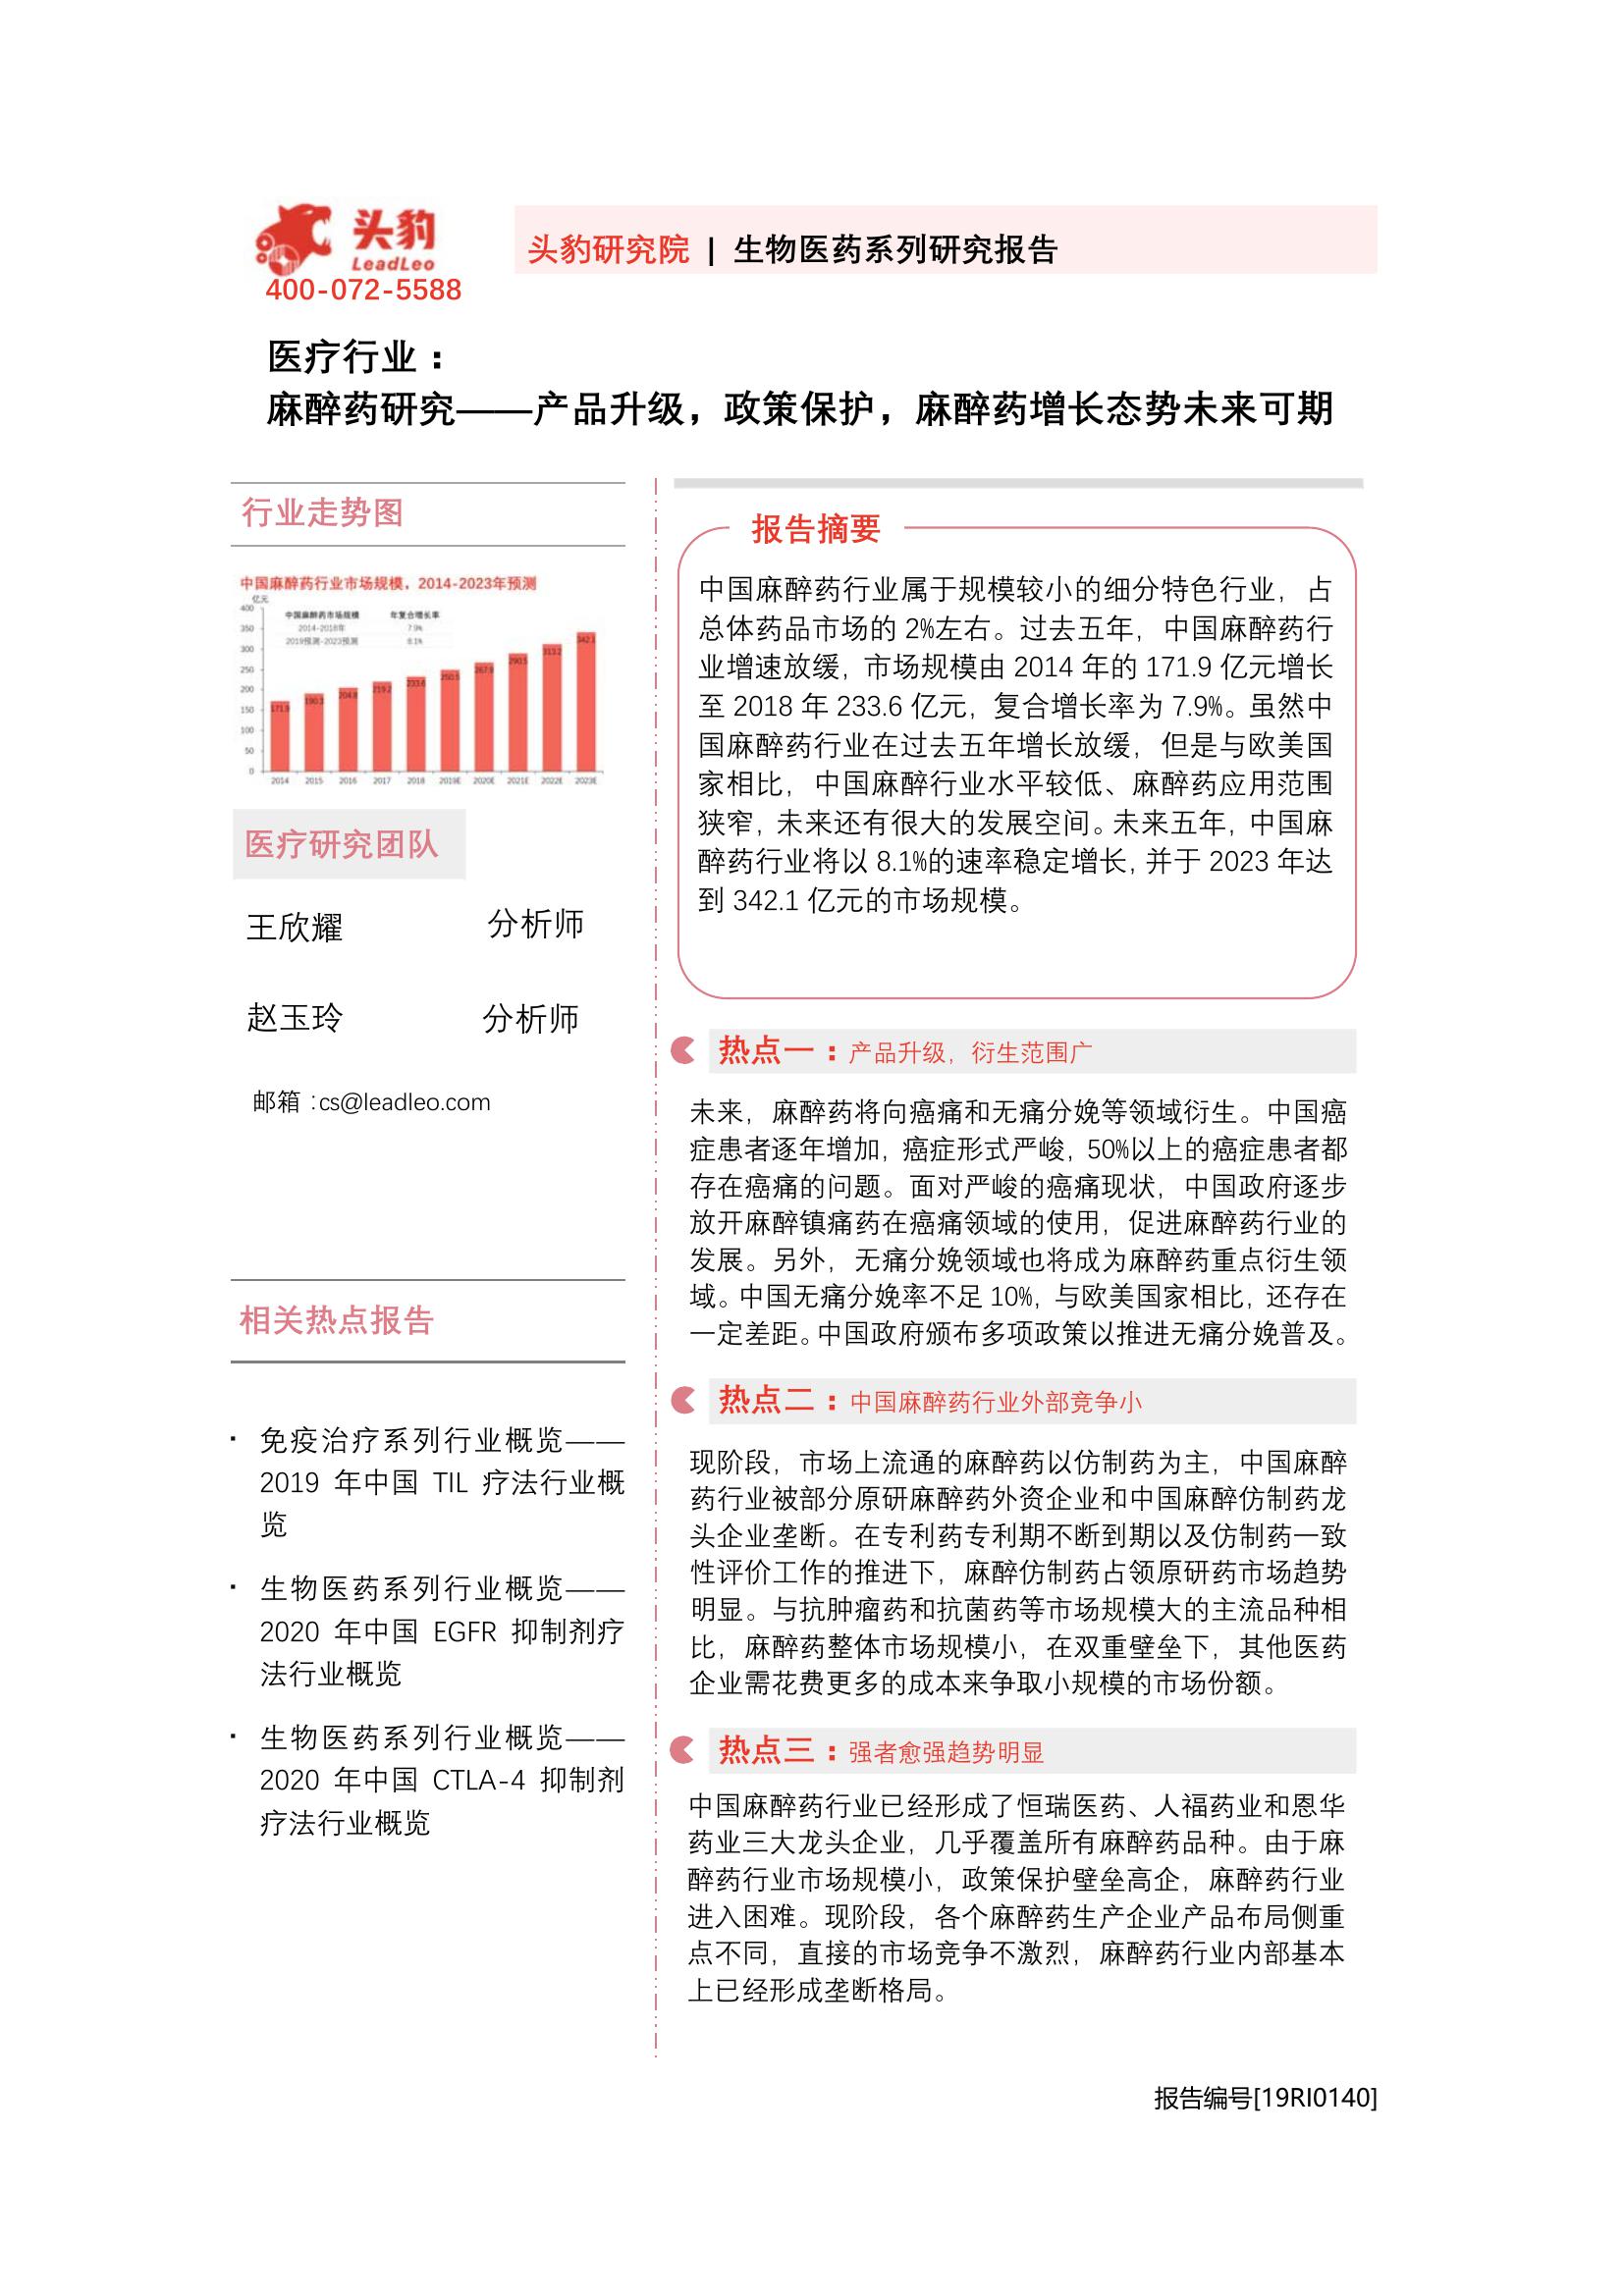 头豹
LeadLeo
400-072-5588
头豹研究院 | 生物医药系列研究报告
医疗行业：
麻醉药研究——产品升级，政策保护，麻醉药增长态势未来可期
行业走势图
中国麻醉药行业市场规模，2014-2023年预测
亿元
中国麻醉药市场规模 年复合增长率
2014-2018年 7.9%
2019预测-2023预测 8.1%
400
350
300
250
200
150
100
50
0
171.9 190.3 204.8 219.2 233.6 250.5 267.9 290.5 313.2 342.1
2014 2015 2016 2017 2018 2019E 2020E 2021E 2022E 2023E
医疗研究团队
王欣耀 分析师
赵玉玲 分析师
邮箱：cs@leadleo.com
相关热点报告
· 免疫治疗系列行业概览——
2019 年中国 TIL 疗法行业概
览
· 生物医药系列行业概览——
2020 年中国 EGFR 抑制剂疗
法行业概览
· 生物医药系列行业概览——
2020 年中国 CTLA-4 抑制剂
疗法行业概览
报告摘要
中国麻醉药行业属于规模较小的细分特色行业，占
总体药品市场的 2%左右。过去五年，中国麻醉药行
业增速放缓，市场规模由 2014 年的 171.9 亿元增长
至 2018 年 233.6 亿元，复合增长率为 7.9%。虽然中
国麻醉药行业在过去五年增长放缓，但是与欧美国
家相比，中国麻醉行业水平较低、麻醉药应用范围
狭窄，未来还有很大的发展空间。未来五年，中国麻
醉药行业将以 8.1%的速率稳定增长，并于 2023 年达
到 342.1 亿元的市场规模。
热点一：产品升级，衍生范围广
未来，麻醉药将向癌痛和无痛分娩等领域衍生。中国癌
症患者逐年增加，癌症形式严峻，50%以上的癌症患者都
存在癌痛的问题。面对严峻的癌痛现状，中国政府逐步
放开麻醉镇痛药在癌痛领域的使用，促进麻醉药行业的
发展。另外，无痛分娩领域也将成为麻醉药重点衍生领
域。中国无痛分娩率不足 10%，与欧美国家相比，还存在
一定差距。中国政府颁布多项政策以推进无痛分娩普及。
热点二：中国麻醉药行业外部竞争小
现阶段，市场上流通的麻醉药以仿制药为主，中国麻醉
药行业被部分原研麻醉药外资企业和中国麻醉仿制药龙
头企业垄断。在专利药专利期不断到期以及仿制药一致
性评价工作的推进下，麻醉仿制药占领原研药市场趋势
明显。与抗肿瘤药和抗菌药等市场规模大的主流品种相
比，麻醉药整体市场规模小，在双重壁垒下，其他医药
企业需花费更多的成本来争取小规模的市场份额。
热点三：强者愈强趋势明显
中国麻醉药行业已经形成了恒瑞医药、人福药业和恩华
药业三大龙头企业，几乎覆盖所有麻醉药品种。由于麻
醉药行业市场规模小，政策保护壁垒高企，麻醉药行业
进入困难。现阶段，各个麻醉药生产企业产品布局侧重
点不同，直接的市场竞争不激烈，麻醉药行业内部基本
上已经形成垄断格局。
报告编号[19RI0140]